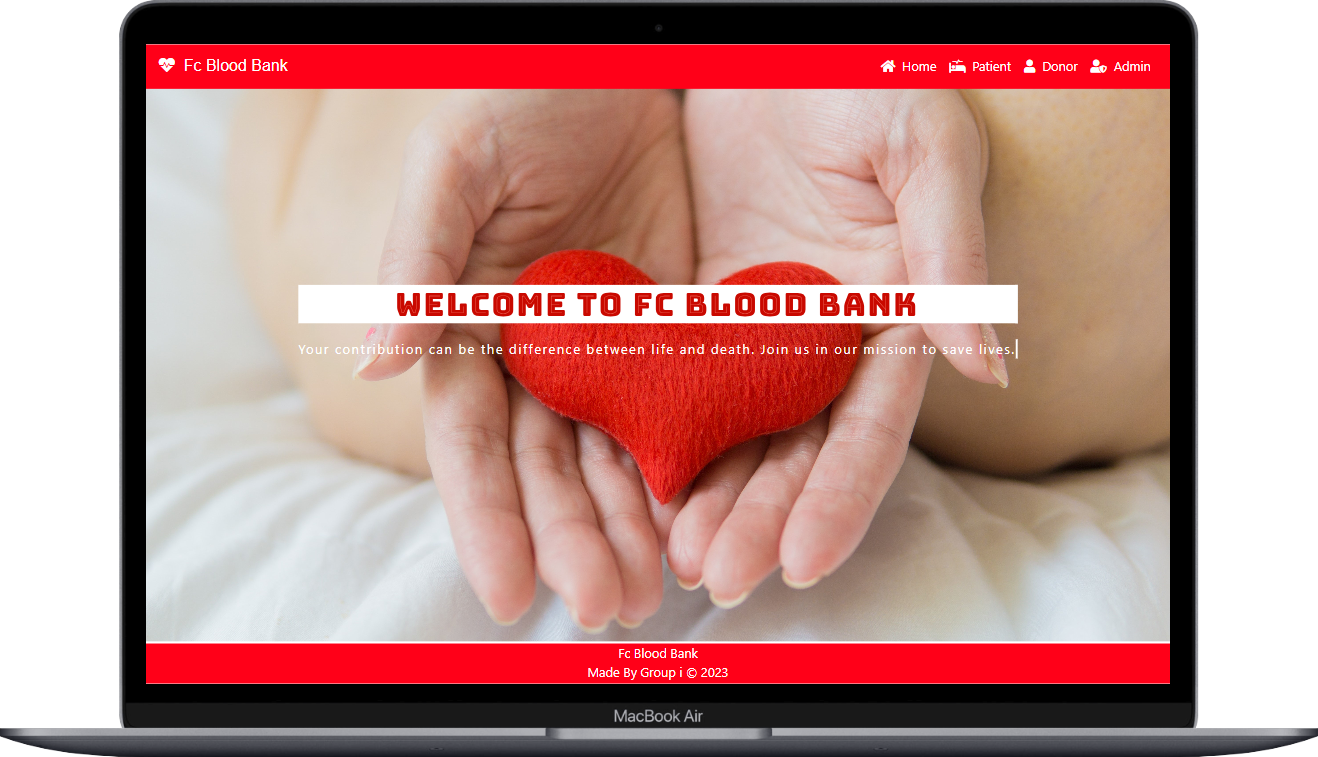 Fc Blood Bank
Home Patient Donor Admin
WELCOME TO FC BLOOD BANK
Your contribution can be the difference between life and death. Join us in our mission to save lives.
Fc Blood Bank
Made By Group i © 2023
MacBook Air